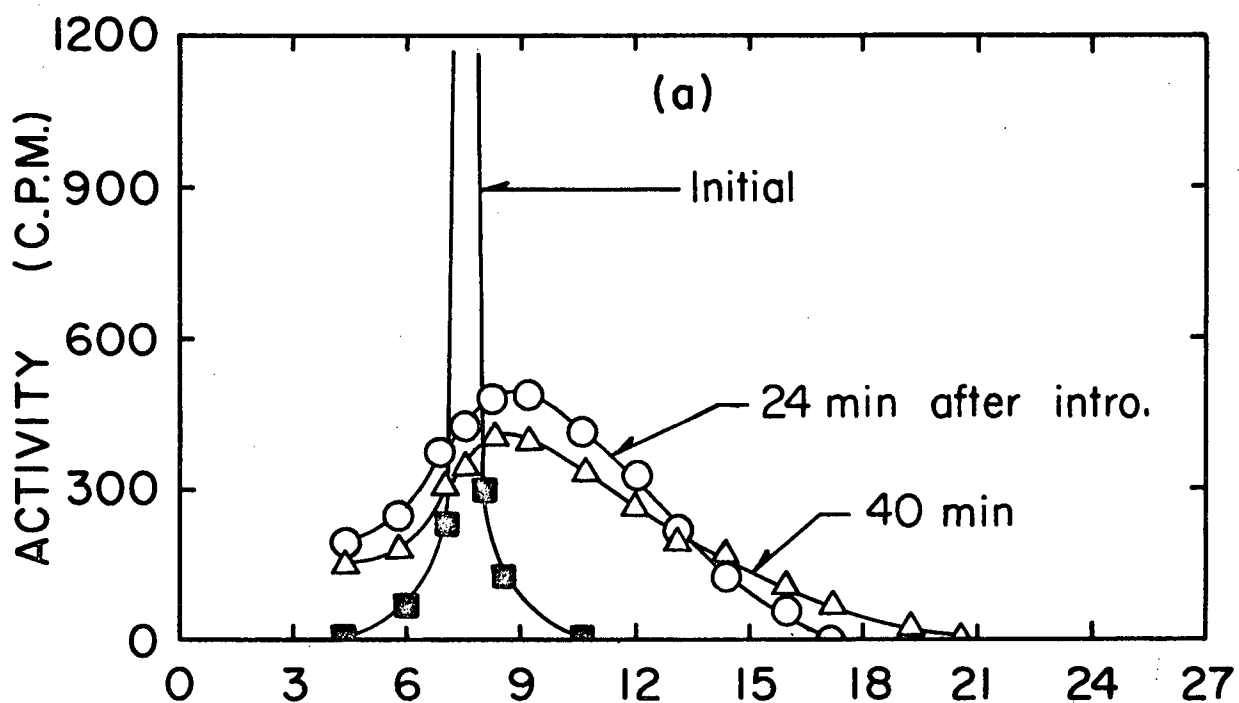 1200
(a)
900
Initial
600
24 min after intro.
300
40 min
0
ACTIVITY (C.P.M.)
0 3 6 9 12 15 18 21 24 27